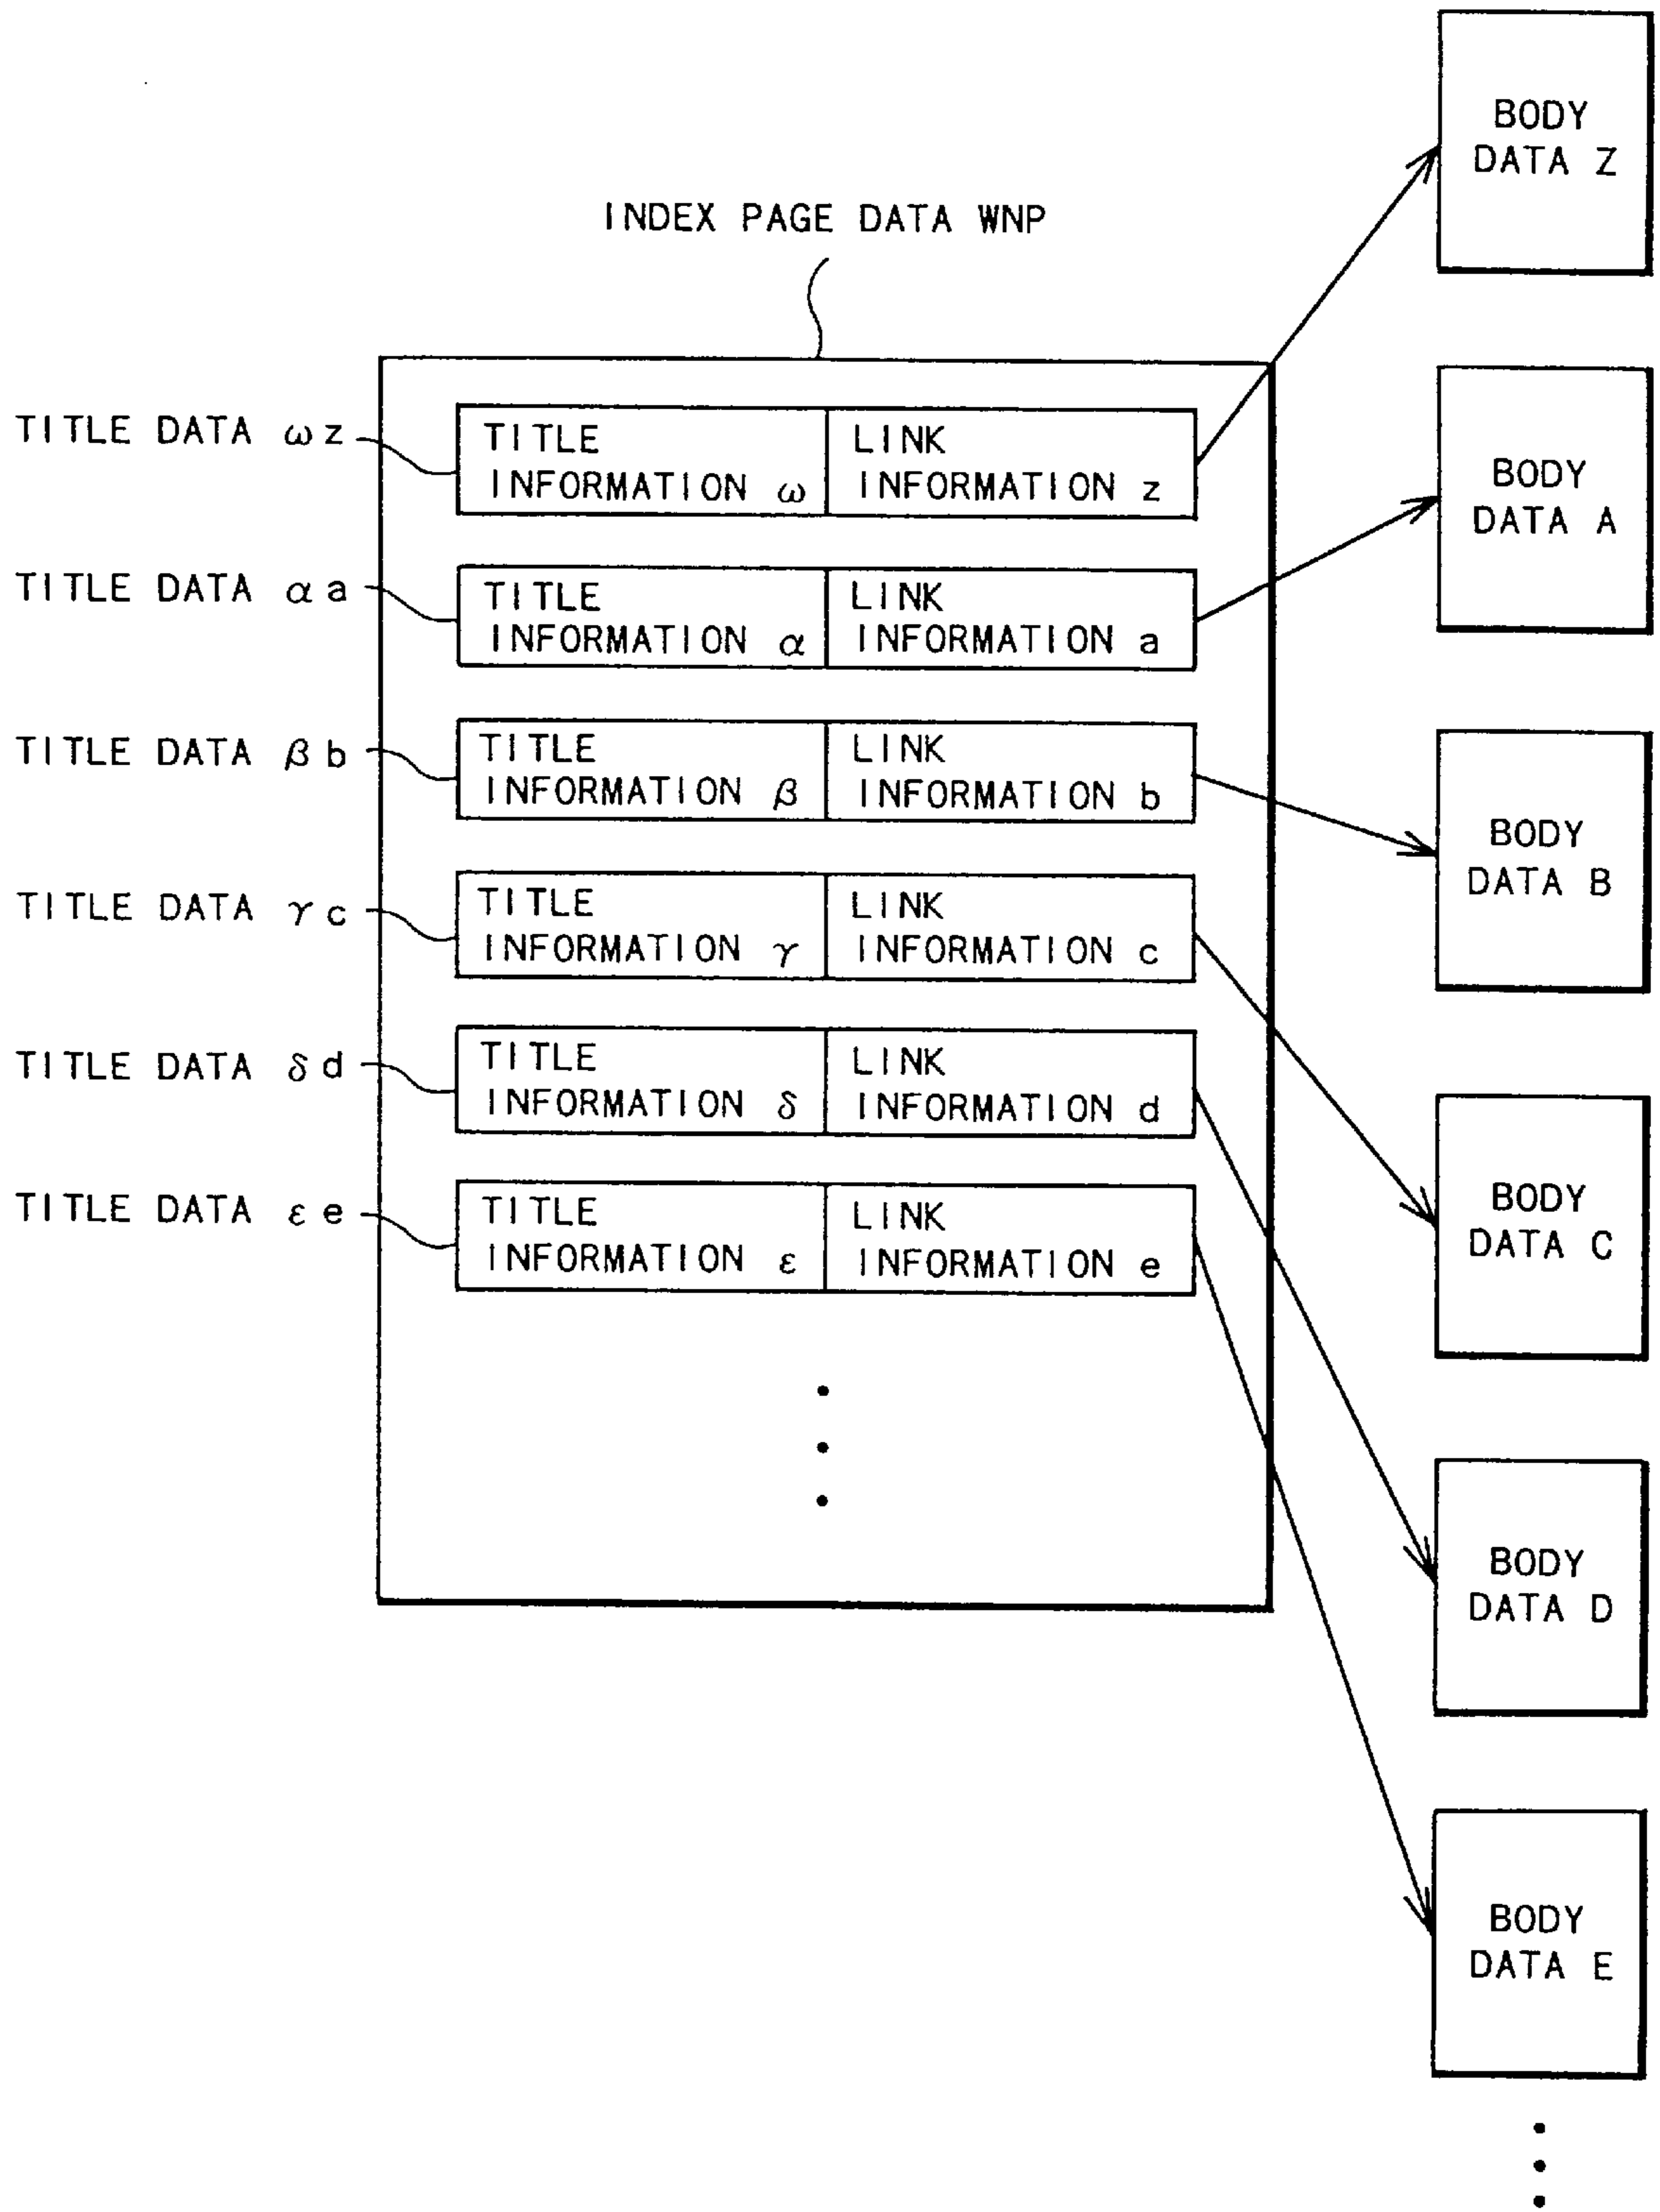 BODY
DATA Z
INDEX PAGE DATA WNP
TITLE DATA ωz
TITLE
INFORMATION ω
LINK
INFORMATION z
BODY
DATA A
TITLE DATA αa
TITLE
INFORMATION α
LINK
INFORMATION a
TITLE DATA βb
TITLE
INFORMATION β
LINK
INFORMATION b
BODY
DATA B
TITLE DATA γc
TITLE
INFORMATION γ
LINK
INFORMATION c
TITLE DATA δd
TITLE
INFORMATION δ
LINK
INFORMATION d
BODY
DATA C
TITLE DATA εe
TITLE
INFORMATION ε
LINK
INFORMATION e
BODY
DATA D
BODY
DATA E